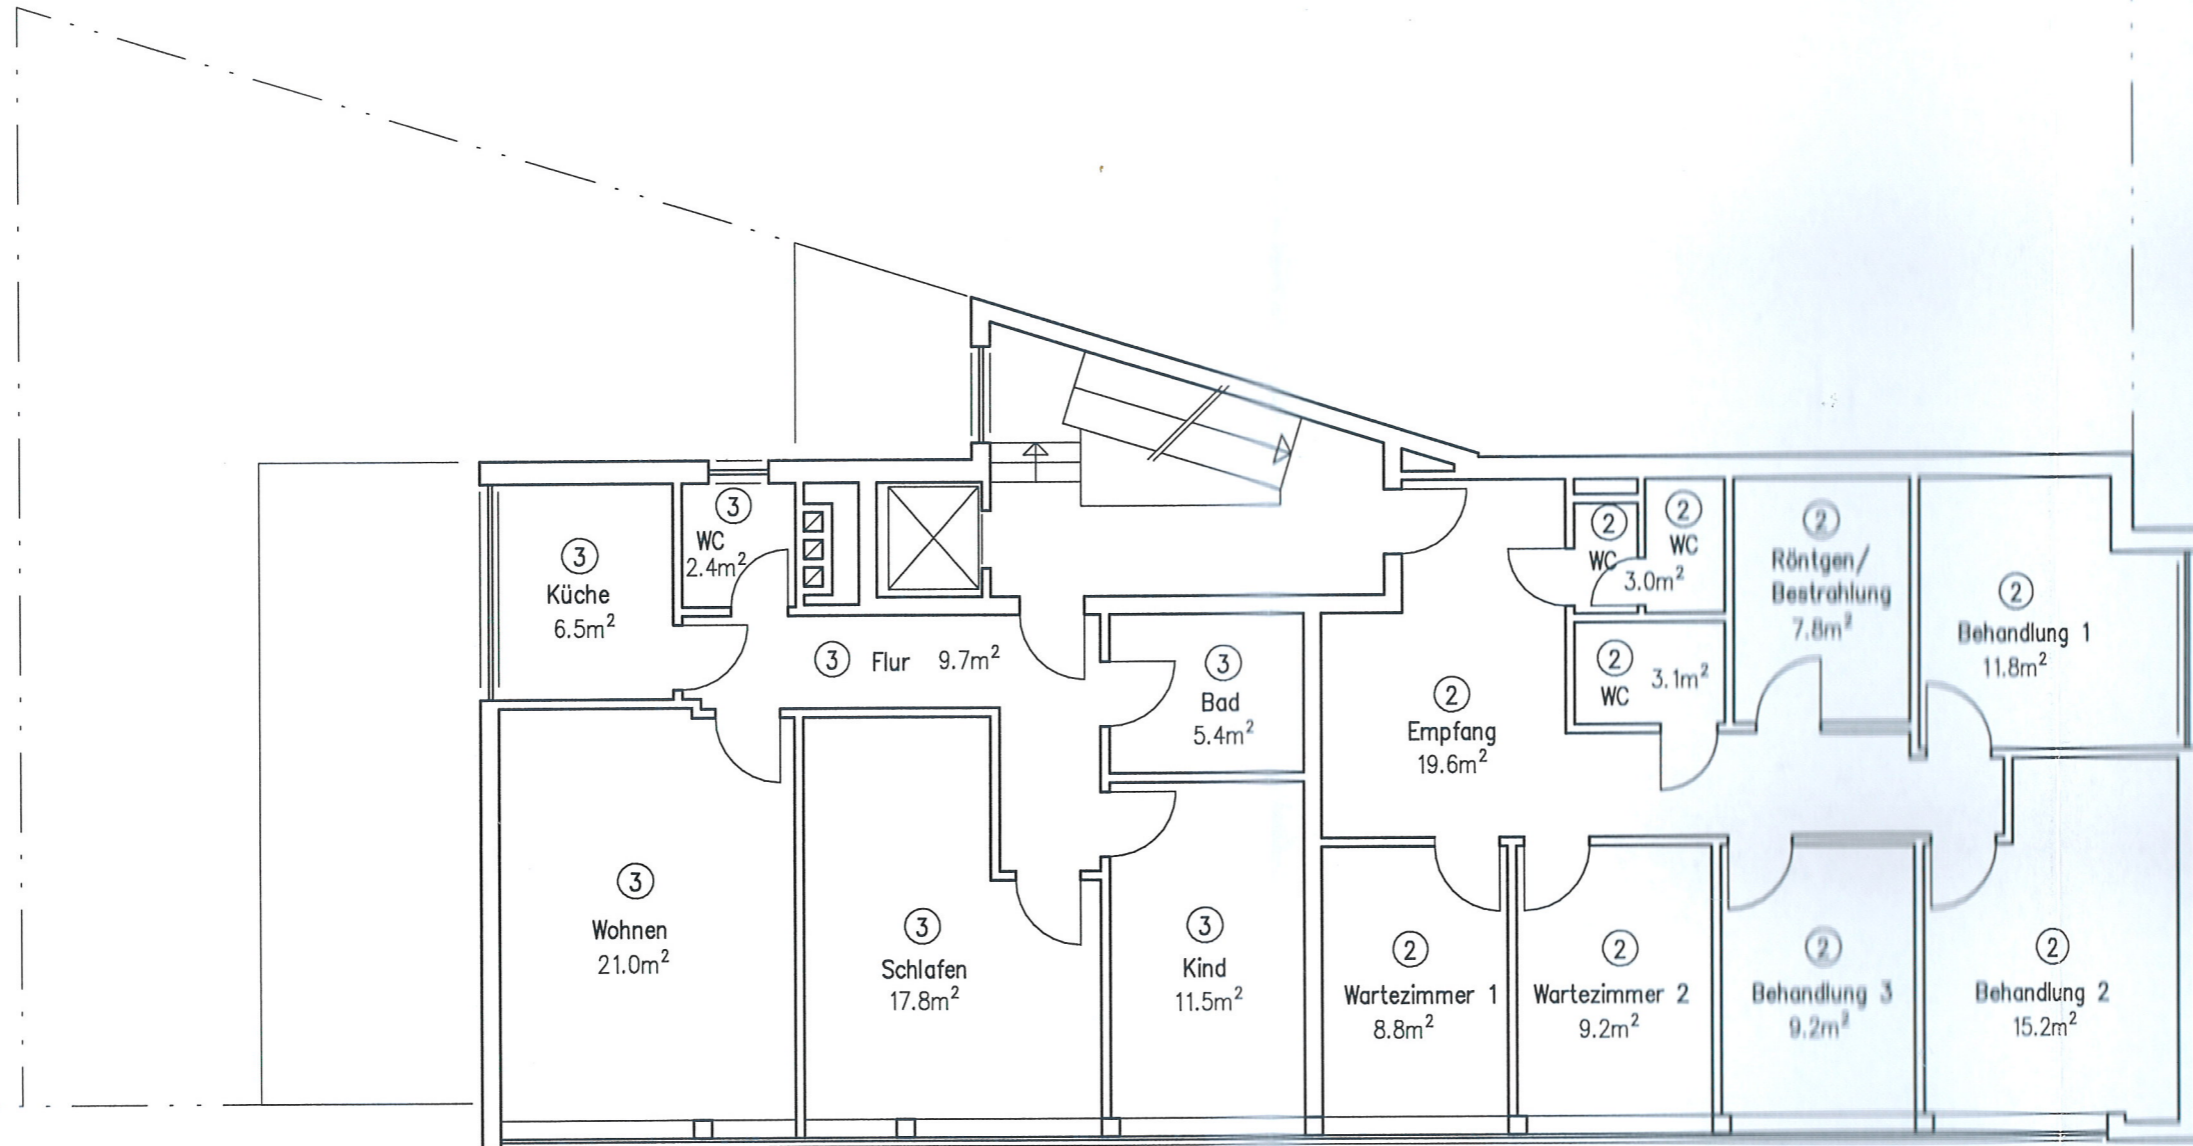 3
WC
2.4m²
3
Küche
6.5m²
3 Flur 9.7m²
3
Bad
5.4m²
3
Wohnen
21.0m²
3
Schlafen
17.8m²
3
Kind
11.5m²
2
WC
2
WC
3.0m²
2
WC
3.1m²
2
Röntgen/
Bestrahlung
7.8m²
2
Behandlung 1
11.8m²
2
Empfang
19.6m²
2
Wartezimmer 1
8.8m²
2
Wartezimmer 2
9.2m²
2
Behandlung 3
9.2m²
2
Behandlung 2
15.2m²